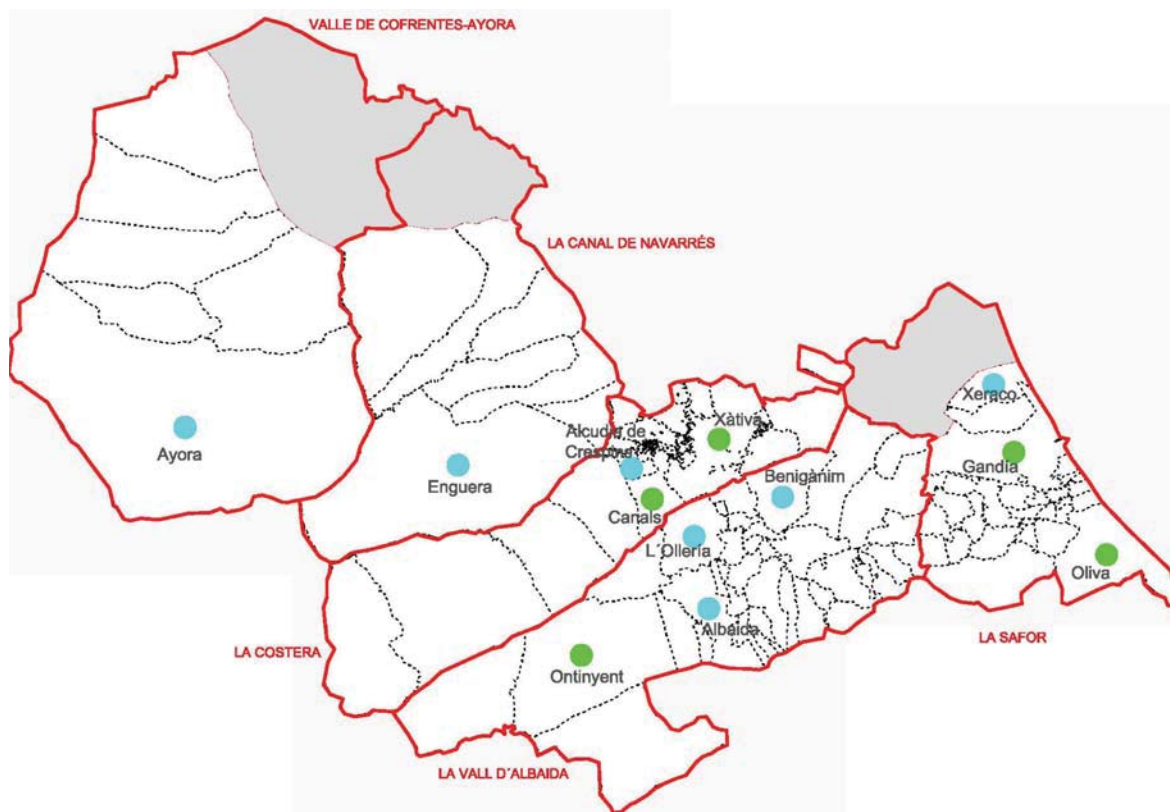 VALLE DE COFRENTES-AYORA
LA CANAL DE NAVARRÉS
Xeraco
Alcudia de
Crespins
Xàtiva
Ayora
Enguera
Benigànim
Gandía
Canals
L´Olleria
Oliva
Albaida
LA SAFOR
LA COSTERA
Ontinyent
LA VALL D´ALBAIDA